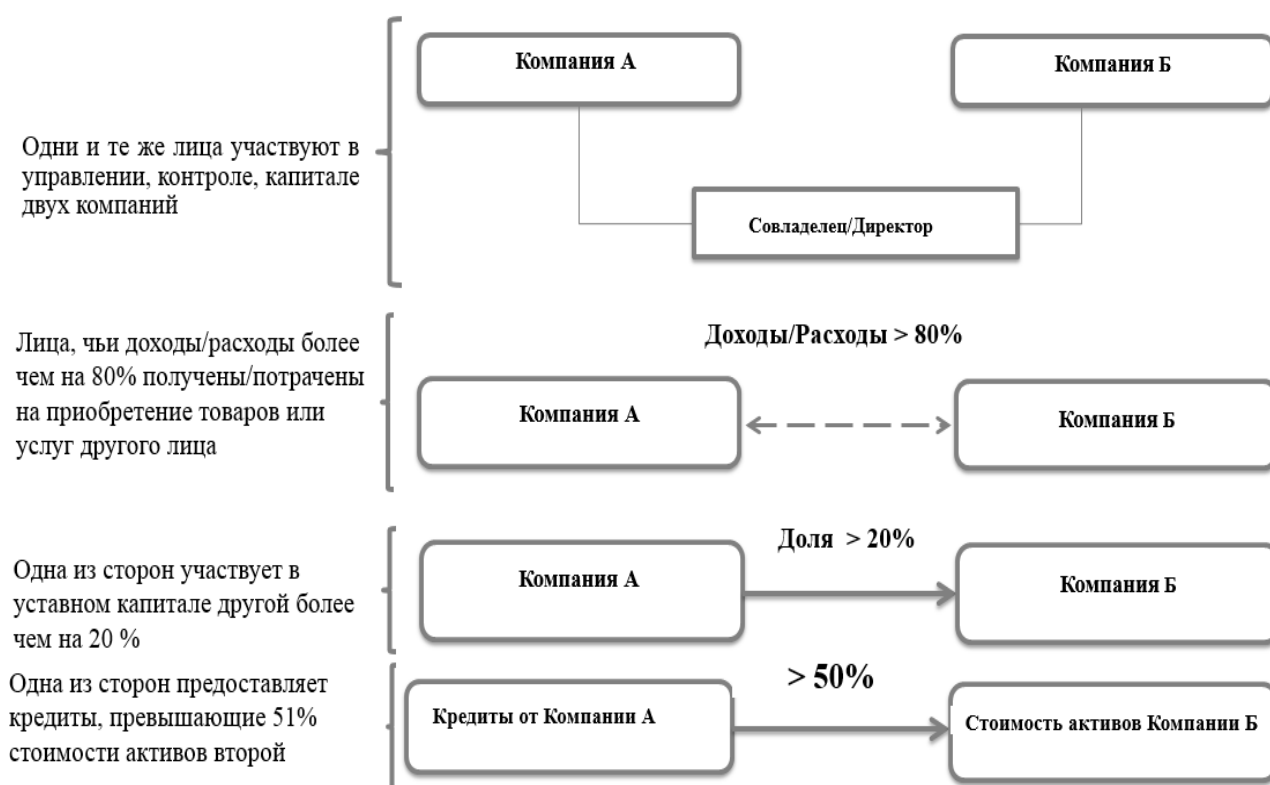 Компания А
Компания Б
Одни и те же лица участвуют в
управлении, контроле, капитале
двух компаний
Совладелец/Директор
Лица, чьи доходы/расходы более
чем на 80% получены/потрачены
на приобретение товаров или
услуг другого лица
Доходы/Расходы > 80%
Компания А
Компания Б
Одна из сторон участвует в
уставном капитале другой более
чем на 20 %
Доля > 20%
Компания А
Компания Б
Одна из сторон предоставляет
кредиты, превышающие 51%
стоимости активов второй
> 50%
Кредиты от Компании А
Стоимость активов Компании Б